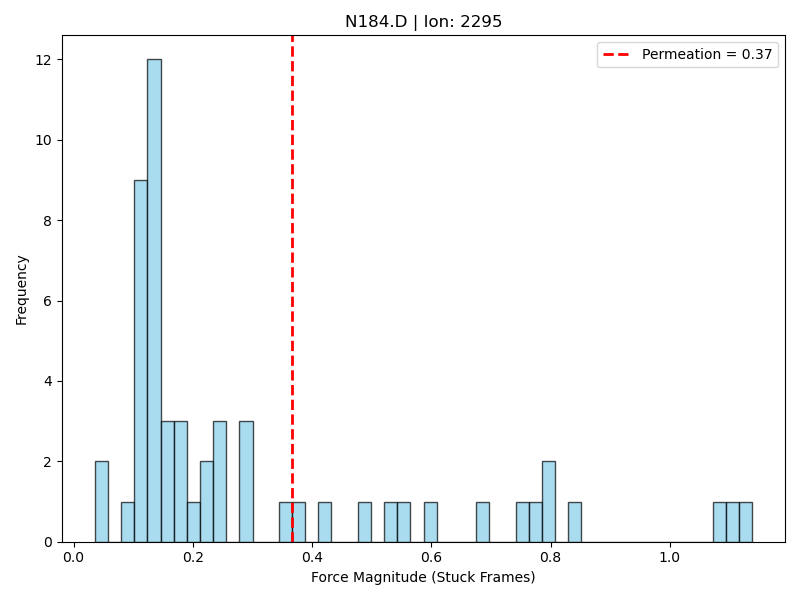 N184.D | Ion: 2295
Permeation = 0.37
12
10
8
6
4
2
0
Frequency
0.0 0.2 0.4 0.6 0.8 1.0
Force Magnitude (Stuck Frames)